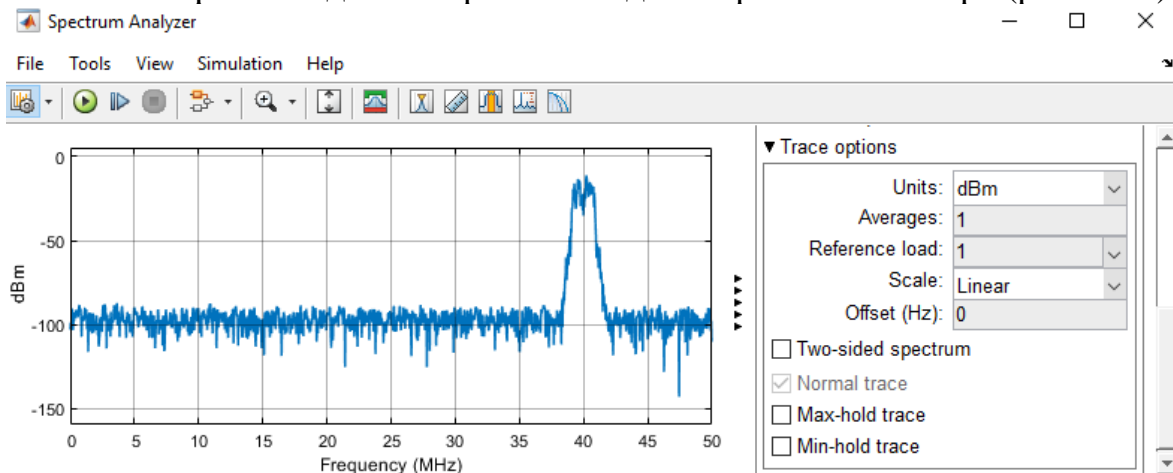 Spectrum Analyzer
File Tools View Simulation Help
0
-50
-100
-150
dBm
0 5 10 15 20 25 30 35 40 45 50
Frequency (MHz)
Trace options
Units: dBm
Averages: 1
Reference load: 1
Scale: Linear
Offset (Hz): 0
Two-sided spectrum
Normal trace
Max-hold trace
Min-hold trace